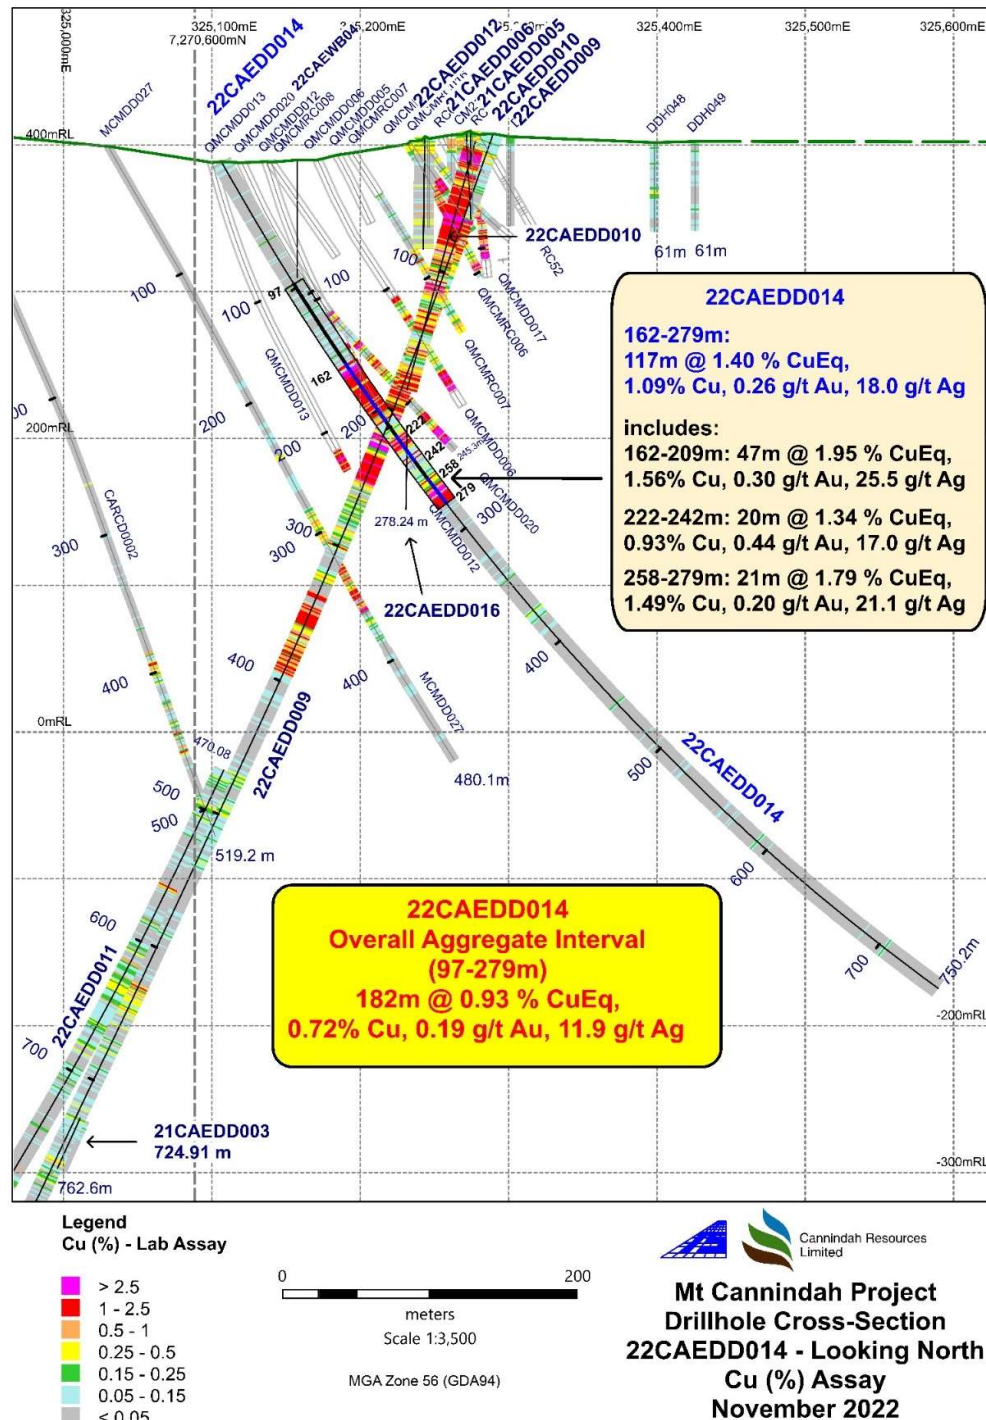 325,000mE
325,100mE
7,270,600mN
325,400mE
325,500mE
325,600mE
MCMDD027
22CAEDD014
22CAEWB04
22CAEDD012
21CAEDD006
21CAEDD005
22CAEDD010
22CAEDD009
QMCMDD013
QMCMDD020
QMCMDD012
QMCMRC008
QMCMDD006
QMCMDD005
QMCMRC007
DDH048
DDH049
400mRL
22CAEDD010
RC52
61m
61m
QMCMDD017
QMCMRC006
QMCMRC007
100
100
100
100
97
162
QMCMDD013
200
200
200
222
242
245.3m
258
279
QMCMDD006
QMCMDD020
QMCMDD012
278.24 m
22CAEDD016
200mRL
CARCD0002
300
300
300
300
400
400
400
400
MCMDD027
480.1m
22CAEDD009
0mRL
470.08
500
500
519.2 m
500
22CAEDD014
600
600
700
700
750.2m
22CAEDD011
-200mRL
-300mRL
21CAEDD003
724.91 m
762.6m
22CAEDD014
162-279m:
117m @ 1.40 % CuEq,
1.09% Cu, 0.26 g/t Au, 18.0 g/t Ag
includes:
162-209m: 47m @ 1.95 % CuEq,
1.56% Cu, 0.30 g/t Au, 25.5 g/t Ag
222-242m: 20m @ 1.34 % CuEq,
0.93% Cu, 0.44 g/t Au, 17.0 g/t Ag
258-279m: 21m @ 1.79 % CuEq,
1.49% Cu, 0.20 g/t Au, 21.1 g/t Ag
22CAEDD014
Overall Aggregate Interval
(97-279m)
182m @ 0.93 % CuEq,
0.72% Cu, 0.19 g/t Au, 11.9 g/t Ag
Legend
Cu (%) - Lab Assay
> 2.5
1 - 2.5
0.5 - 1
0.25 - 0.5
0.15 - 0.25
0.05 - 0.15
< 0.05
0
200
meters
Scale 1:3,500
MGA Zone 56 (GDA94)
Cannindah Resources
Limited
Mt Cannindah Project
Drillhole Cross-Section
22CAEDD014 - Looking North
Cu (%) Assay
November 2022